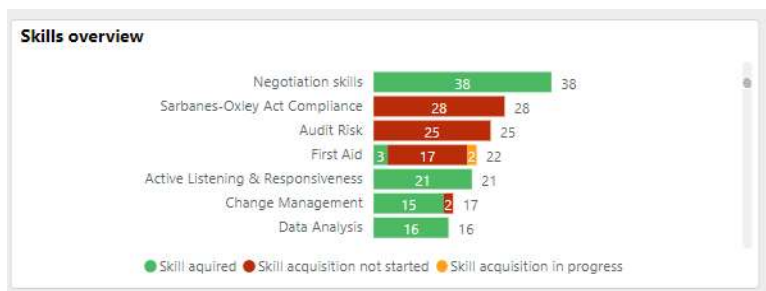 Skills overview
Negotiation skills 38 38
Sarbanes-Oxley Act Compliance 28 28
Audit Risk 25 25
First Aid 3 17 2 22
Active Listening & Responsiveness 21 21
Change Management 15 2 17
Data Analysis 16 16
Skill aquired Skill acquisition not started Skill acquisition in progress